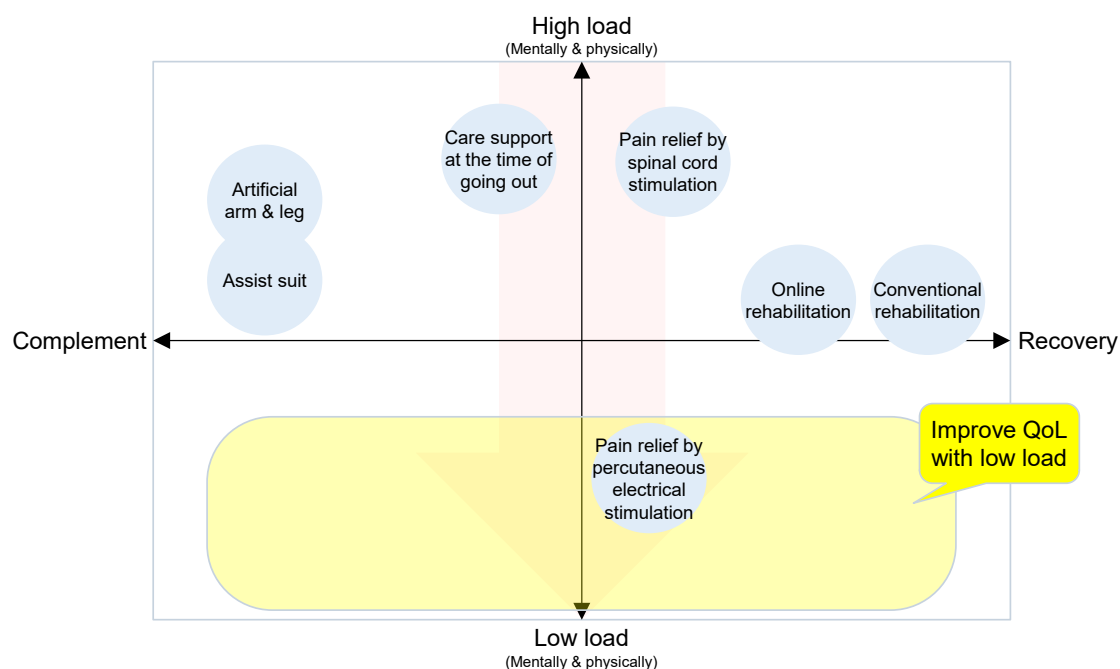 High load
(Mentally & physically)
Care support
at the time of
going out
Pain relief by
spinal cord
stimulation
Artificial
arm & leg
Assist suit
Online
rehabilitation
Conventional
rehabilitation
Complement
Recovery
Improve QoL
with low load
Pain relief by
percutaneous
electrical
stimulation
Low load
(Mentally & physically)